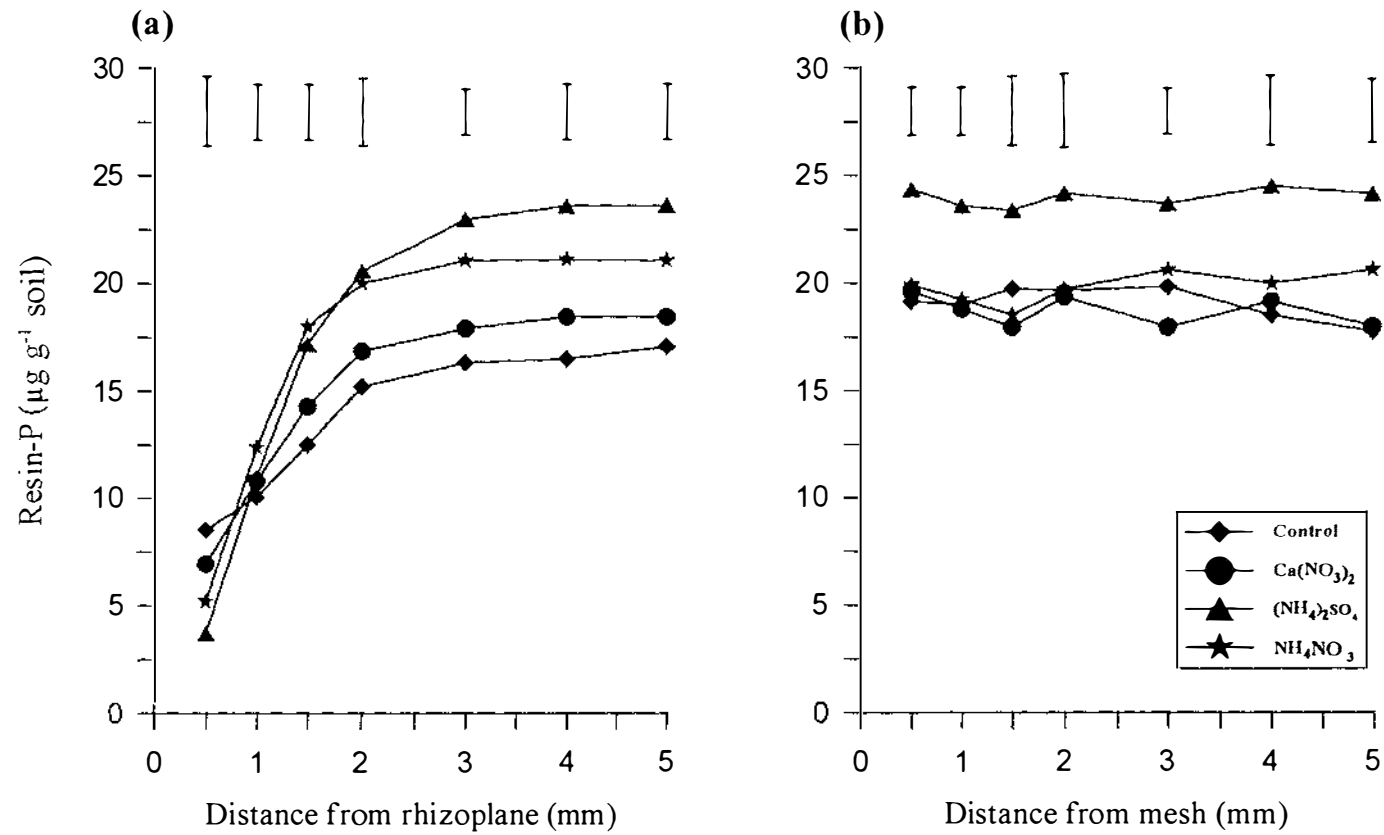 (a)
30
25
20
15
10
5
0
0 1 2 3 4 5
Resin-P (µg g⁻¹ soil)
Distance from rhizoplane (mm)
(b)
30
25
20
15
10
5
0
0 1 2 3 4 5
Distance from mesh (mm)
Control
Ca(NO₃)₂
(NH₄)₂SO₄
NH₄NO₃